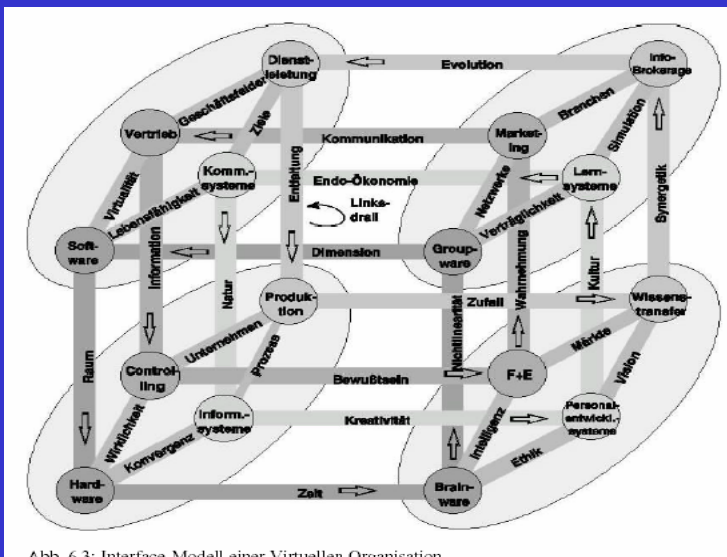 Dienst-
leistung
Evolution
Info-
Brokerage
Geschäftsfelder
Ziele
Branchen
Simulation
Vertrieb
Kommunikation
Market-
ing
Komm.-
systeme
Endo-Ökonomie
Lern-
systeme
Virtualität
Lebensfähigkeit
Entfaltung
Links-
drall
Netzwerke
Verträglichkeit
Synergetik
Soft-
ware
Information
Dimension
Group-
ware
Wahrnehmung
Kultur
Natur
Produk-
tion
Zufall
Wissens-
transfer
Raum
Unternehmen
Prozess
Nichtlinearität
Märkte
Vision
Control-
ling
Bewußtsein
F+E
Wirklichkeit
Inform.-
systeme
Kreativität
Intelligenz
Personal-
entwickl.-
systeme
Konvergenz
Ethik
Hard-
ware
Zeit
Brain-
ware
Abb. 6.3: Interface-Modell einer Virtuellen Organisation